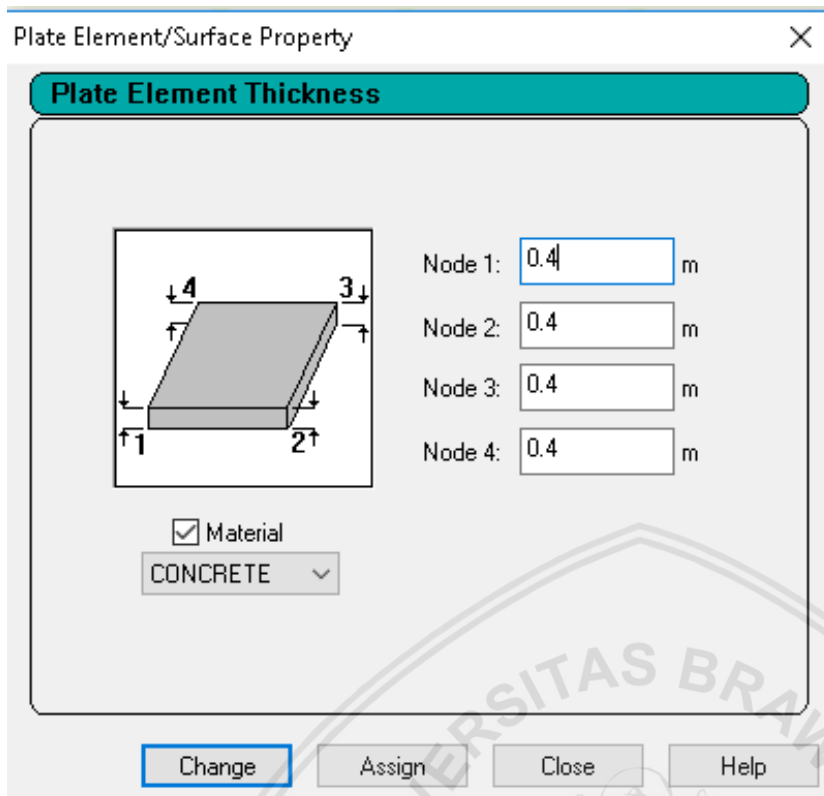 Plate Element/Surface Property
Plate Element Thickness
4 3
1 2
Node 1: 0.4 m
Node 2: 0.4 m
Node 3: 0.4 m
Node 4: 0.4 m
Material
CONCRETE
SITAS BRAW
Change Assign Close Help